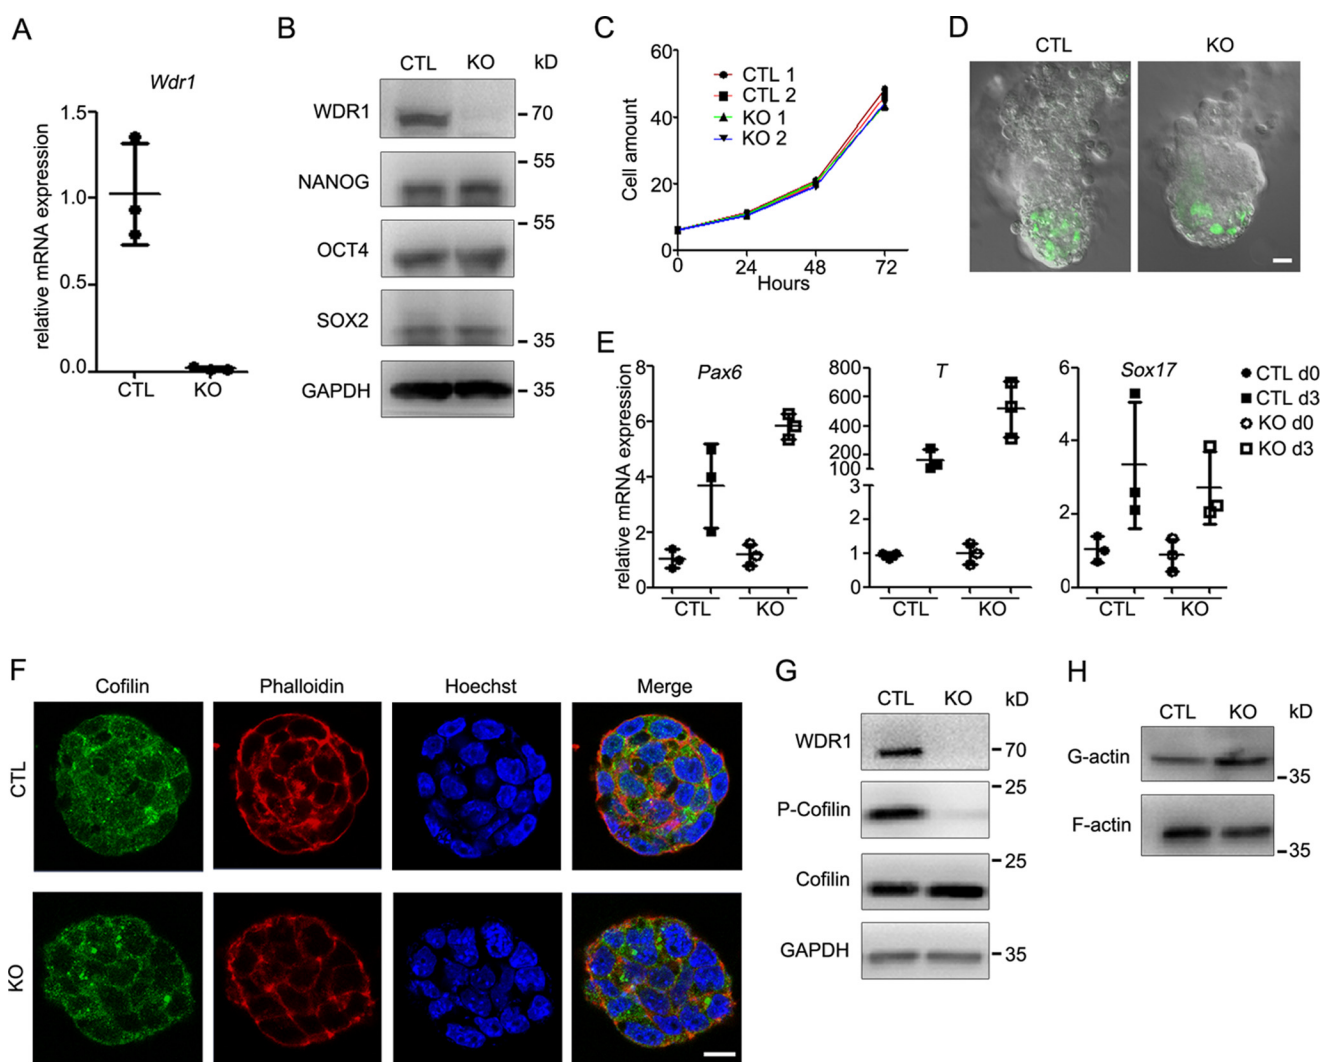 A
Wdr1
relative mRNA expression
1.5
1.0
0.5
0.0
CTL
KO
B
CTL
KO
kD
WDR1
70
NANOG
55
OCT4
55
SOX2
35
GAPDH
35
C
Cell amount
60
40
20
0
CTL 1
CTL 2
KO 1
KO 2
0
24
48
72
Hours
D
CTL
KO
E
relative mRNA expression
Pax6
8
6
4
2
0
CTL
KO
T
800
600
400
200
100
3
2
1
0
CTL
KO
Sox17
6
4
2
0
CTL
KO
CTL d0
CTL d3
KO d0
KO d3
F
Cofilin
Phalloidin
Hoechst
Merge
CTL
KO
G
CTL
KO
kD
WDR1
70
25
P-Cofilin
25
Cofilin
GAPDH
35
H
CTL
KO
kD
G-actin
35
F-actin
35